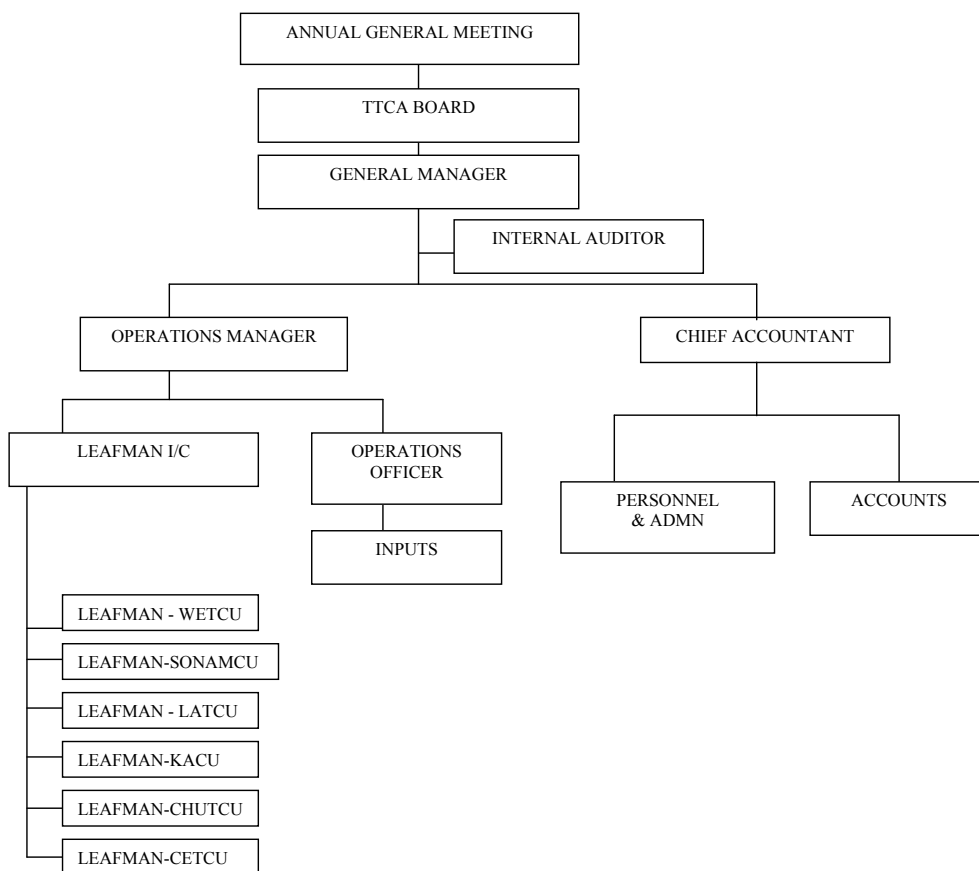 ANNUAL GENERAL MEETING
TTCA BOARD
GENERAL MANAGER
INTERNAL AUDITOR
OPERATIONS MANAGER
CHIEF ACCOUNTANT
LEAFMAN I/C
OPERATIONS
OFFICER
PERSONNEL
& ADMN
ACCOUNTS
INPUTS
LEAFMAN - WETCU
LEAFMAN-SONAMCU
LEAFMAN - LATCU
LEAFMAN-KACU
LEAFMAN-CHUTCU
LEAFMAN-CETCU